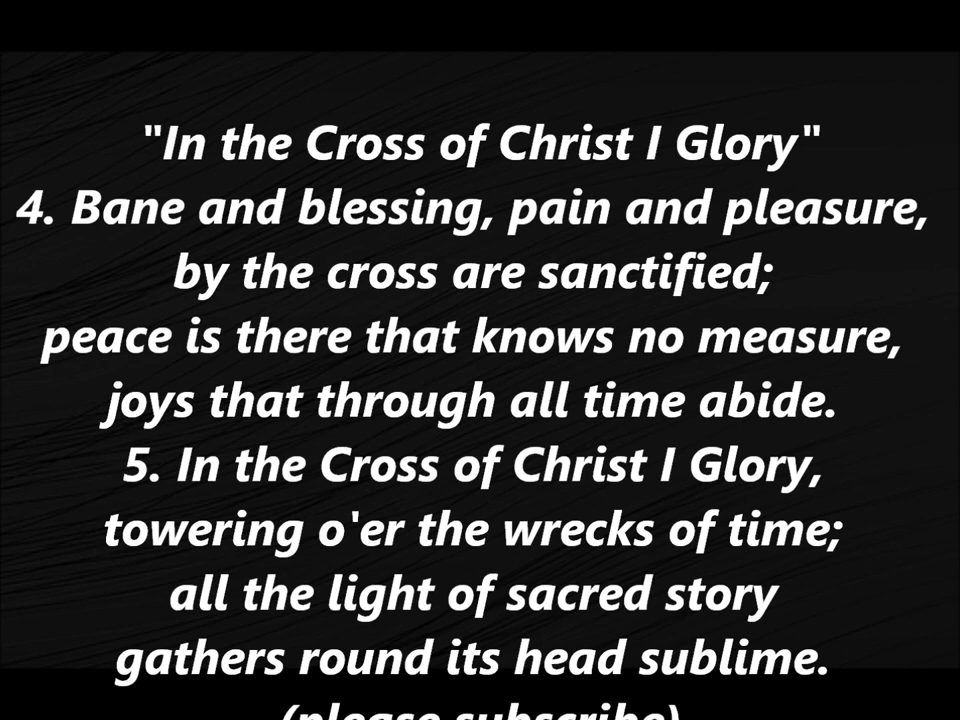 "In the Cross of Christ I Glory"
4. Bane and blessing, pain and pleasure,
by the cross are sanctified;
peace is there that knows no measure,
joys that through all time abide.
5. In the Cross of Christ I Glory,
towering o'er the wrecks of time;
all the light of sacred story
gathers round its head sublime.
(please subscribe)